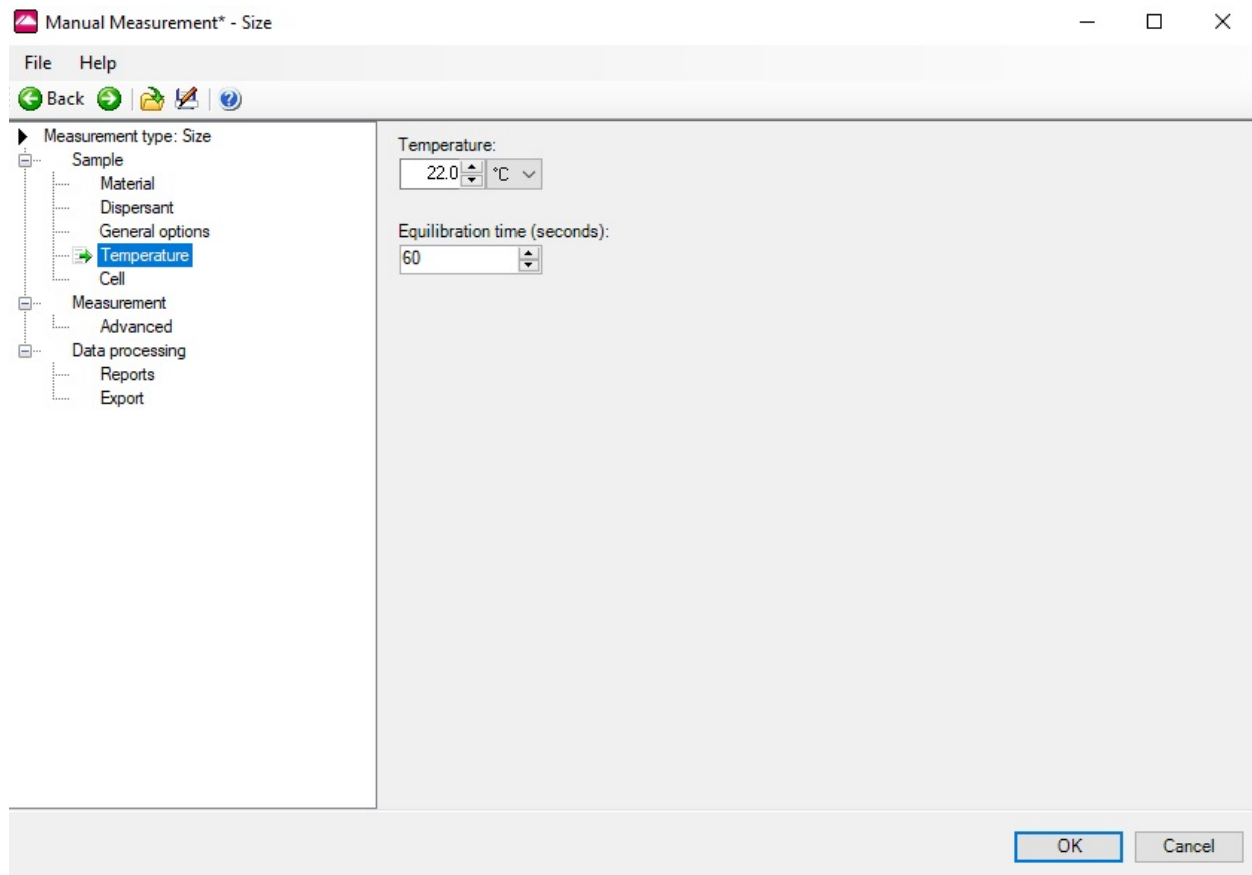 Manual Measurement* - Size
File Help
Back
Measurement type: Size
Sample
Material
Dispersant
General options
Temperature
Cell
Measurement
Advanced
Data processing
Reports
Export
Temperature:
22.0 °C
Equilibration time (seconds):
60
OK Cancel